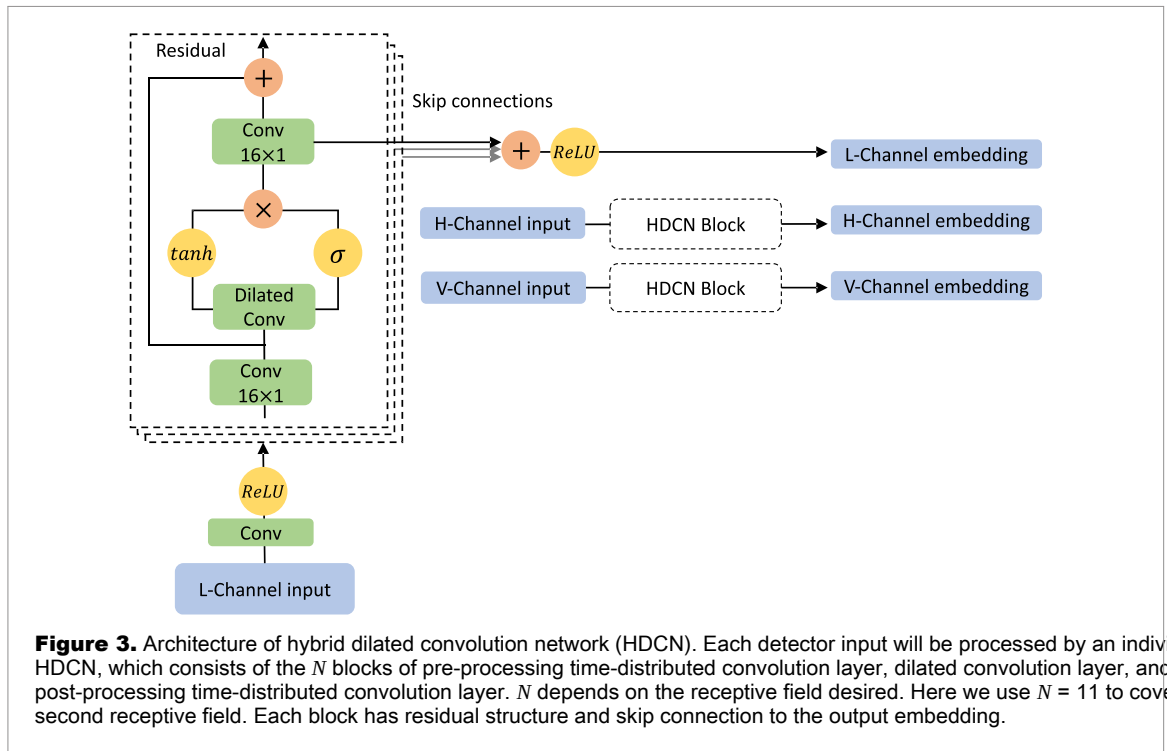 Residual
+
Skip connections
Conv
16×1
+ ReLU
L-Channel embedding
×
H-Channel input HDCN Block H-Channel embedding
tanh σ
V-Channel input HDCN Block V-Channel embedding
Dilated
Conv
Conv
16×1
ReLU
Conv
L-Channel input
Figure 3. Architecture of hybrid dilated convolution network (HDCN). Each detector input will be processed by an indiv
HDCN, which consists of the N blocks of pre-processing time-distributed convolution layer, dilated convolution layer, and
post-processing time-distributed convolution layer. N depends on the receptive field desired. Here we use N = 11 to cove
second receptive field. Each block has residual structure and skip connection to the output embedding.